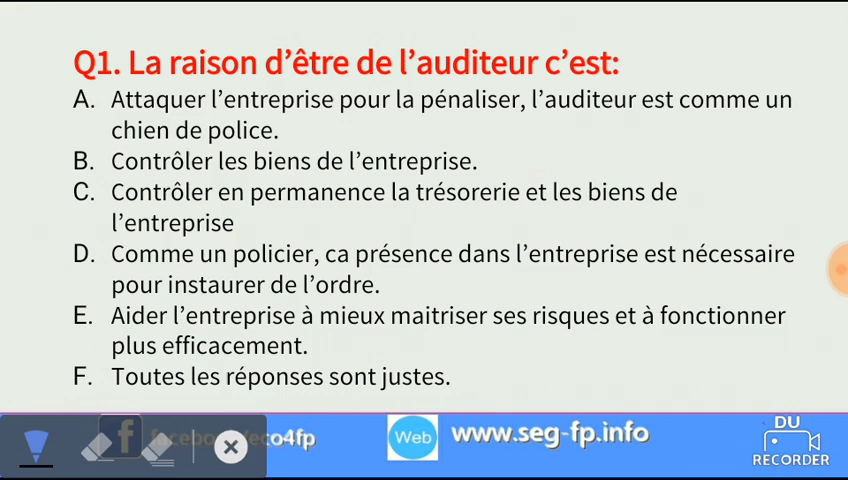 Q1. La raison d’être de l’auditeur c’est:
A. Attaquer l’entreprise pour la pénaliser, l’auditeur est comme un
chien de police.
B. Contrôler les biens de l’entreprise.
C. Contrôler en permanence la trésorerie et les biens de
l’entreprise
D. Comme un policier, ca présence dans l’entreprise est nécessaire
pour instaurer de l’ordre.
E. Aider l’entreprise à mieux maitriser ses risques et à fonctionner
plus efficacement.
F. Toutes les réponses sont justes.
f facebook/eco4fp
Web www.seg-fp.info
DU
RECORDER